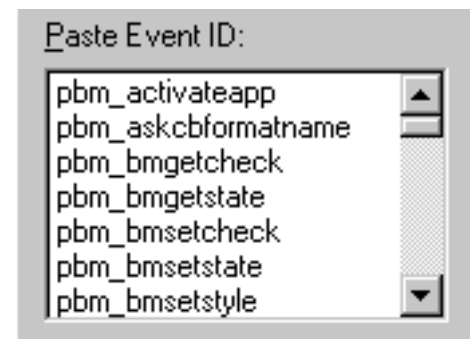 Paste Event ID:
pbm_activateapp
pbm_askcbformatname
pbm_bmgetcheck
pbm_bmgetstate
pbm_bmsetcheck
pbm_bmsetstate
pbm_bmsetstyle